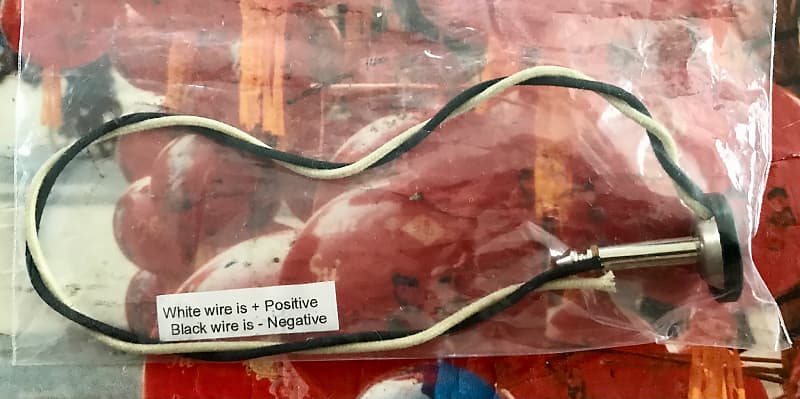 White wire is + Positive
Black wire is - Negative